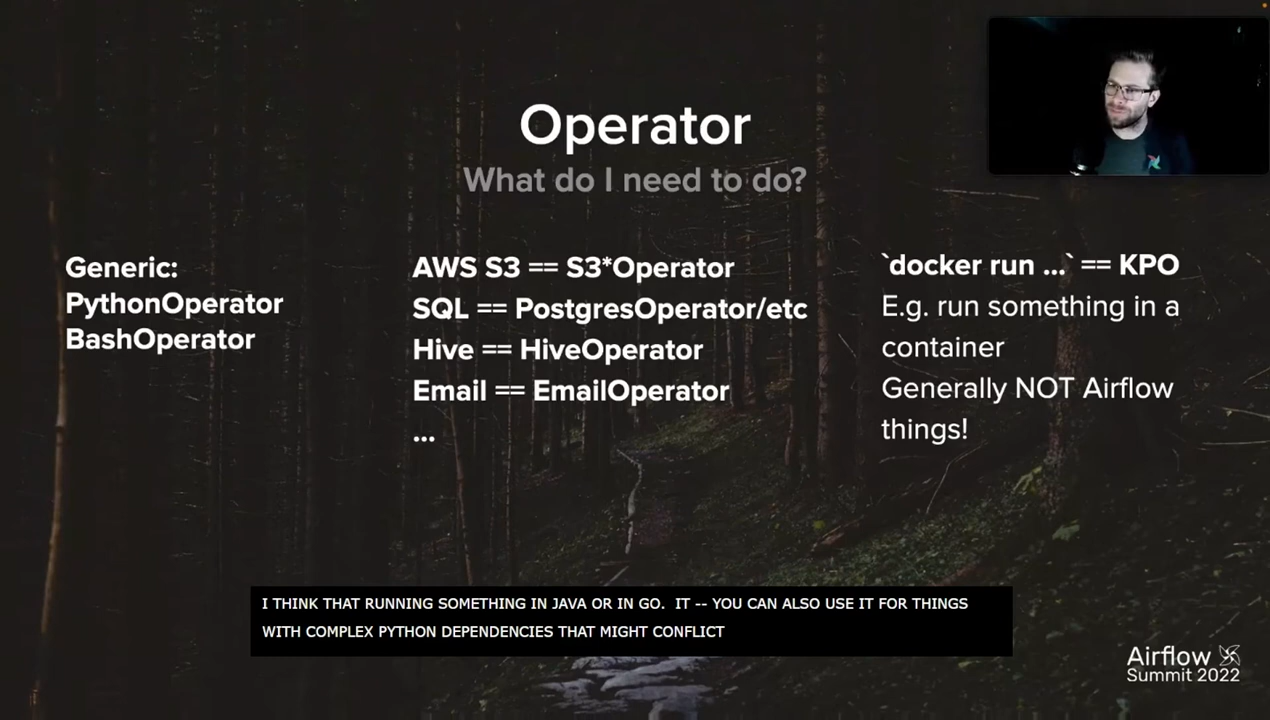 Operator
What do I need to do?
Generic:
PythonOperator
BashOperator
AWS S3 == S3*Operator
SQL == PostgresOperator/etc
Hive == HiveOperator
Email == EmailOperator
...
`docker run ...` == KPO
E.g. run something in a
container
Generally NOT Airflow
things!
I THINK THAT RUNNING SOMETHING IN JAVA OR IN GO.  IT -- YOU CAN ALSO USE IT FOR THINGS
WITH COMPLEX PYTHON DEPENDENCIES THAT MIGHT CONFLICT
Airflow
Summit 2022